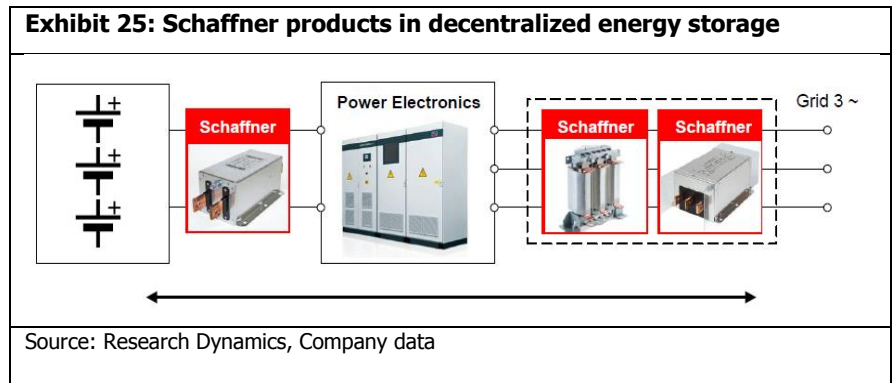 Exhibit 25: Schaffner products in decentralized energy storage
Grid 3 ~
Power Electronics
Schaffner
Schaffner
Schaffner
+
+
+
Source: Research Dynamics, Company data